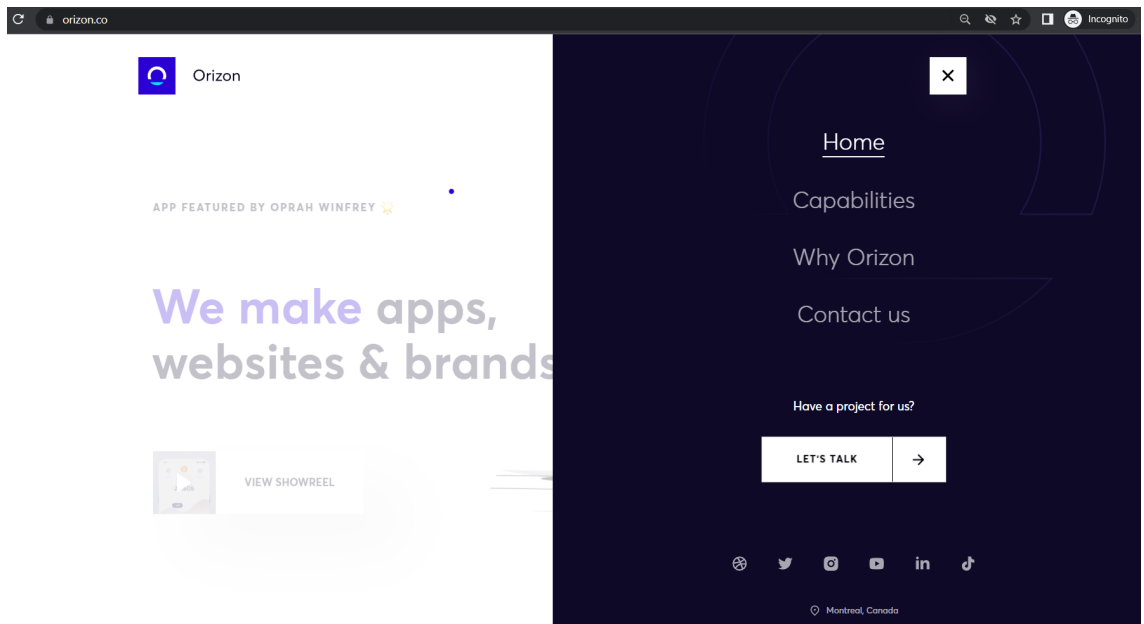 orizon.co
Incognito
Orizon
APP FEATURED BY OPRAH WINFREY
We make apps,
websites & brands
VIEW SHOWREEL
Home
Capabilities
Why Orizon
Contact us
Have a project for us?
LET'S TALK
Montreal, Canada